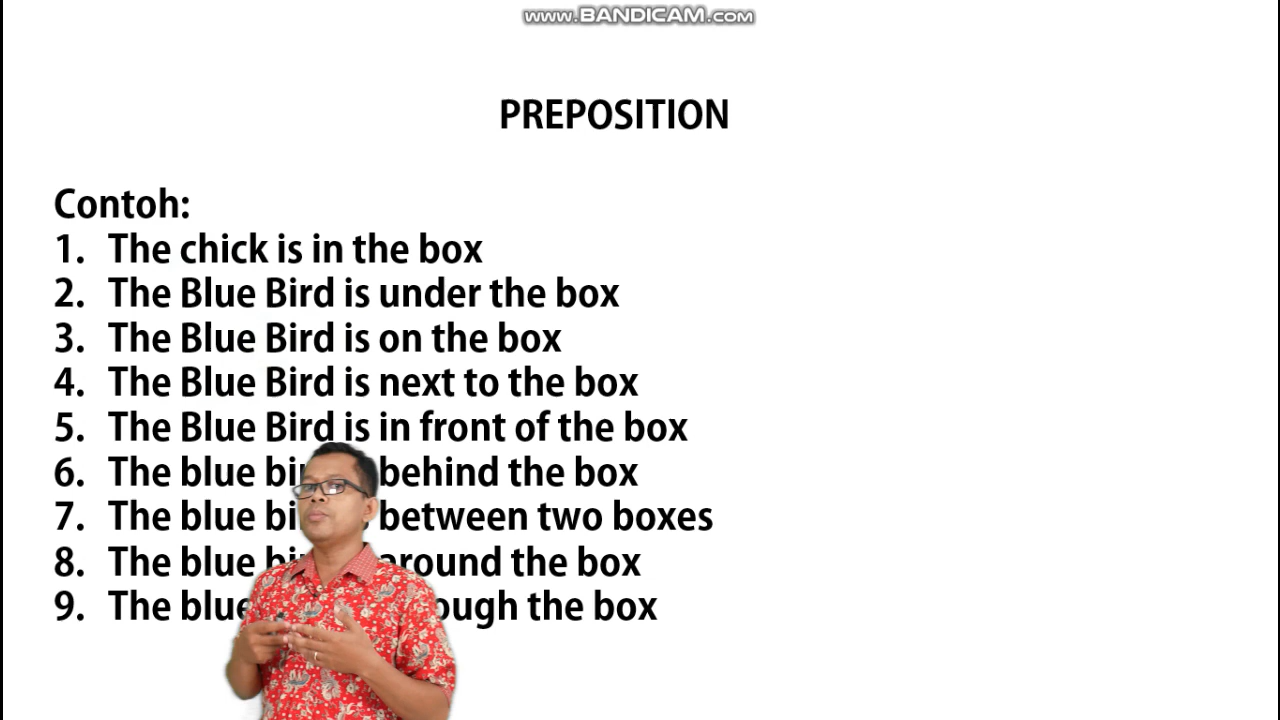 www.BANDICAM.com
PREPOSITION
Contoh:
1. The chick is in the box
2. The Blue Bird is under the box
3. The Blue Bird is on the box
4. The Blue Bird is next to the box
5. The Blue Bird is in front of the box
6. The blue behind the box
7. The blue between two boxes
8. The blue around the box
9. The blue the box